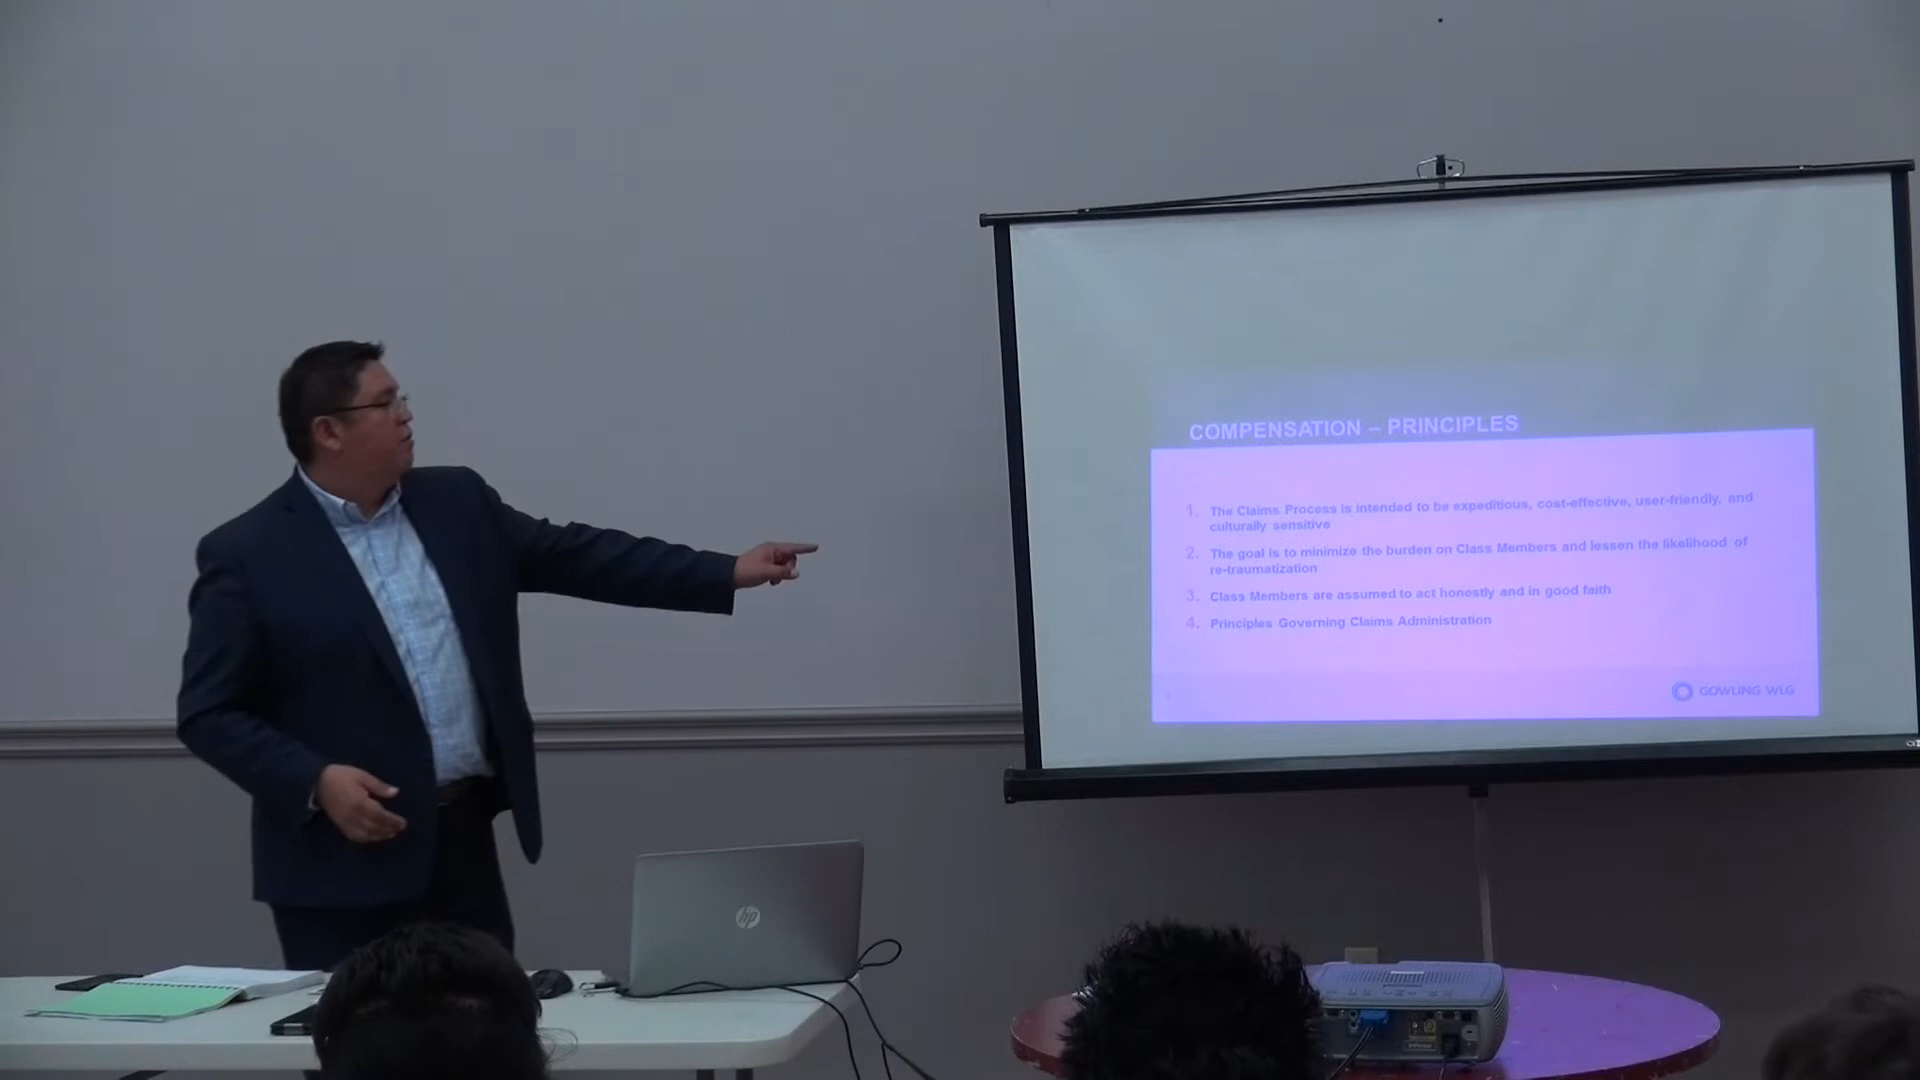 COMPENSATION – PRINCIPLES
1. The Claims Process is intended to be expeditious, cost-effective, user-friendly, and
culturally sensitive
2. The goal is to minimize the burden on Class Members and lessen the likelihood of
re-traumatization
3. Class Members are assumed to act honestly and in good faith
4. Principles Governing Claims Administration
GOWLING WLG
hp